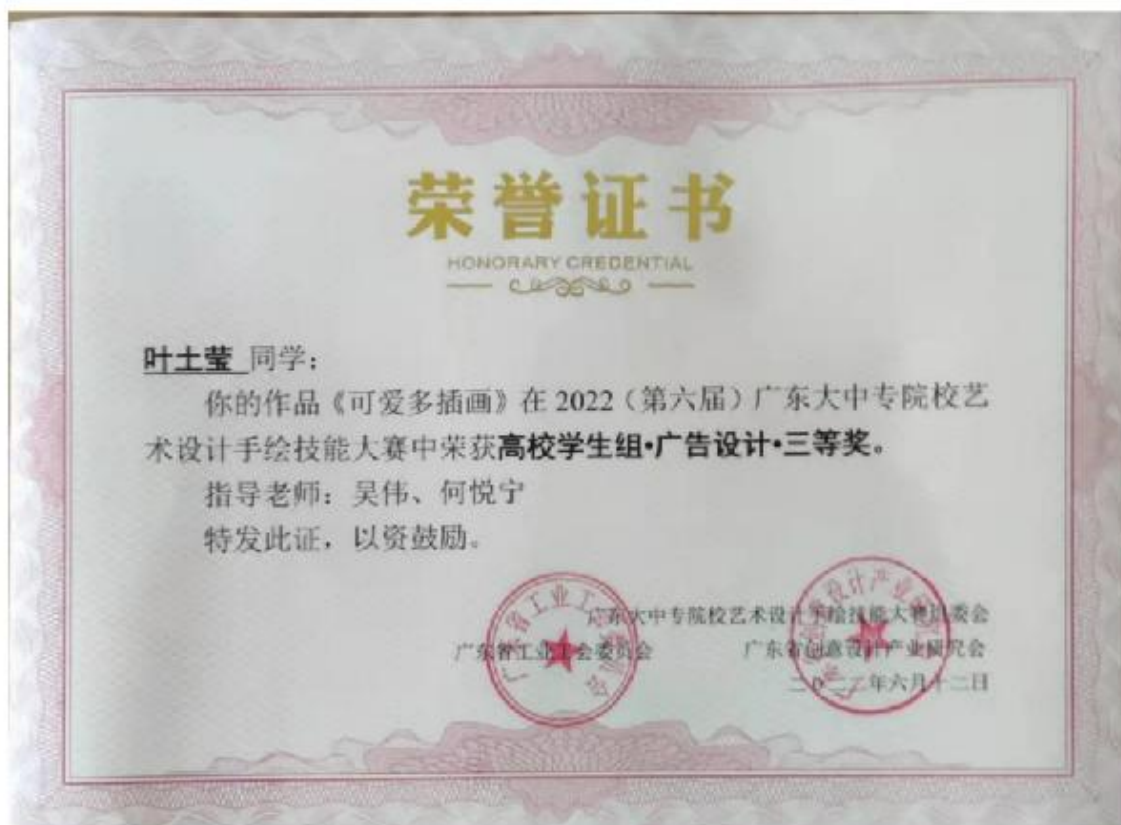 荣誉证书
HONORARY CREDENTIAL
叶土莹 同学：
你的作品《可爱多插画》在 2022（第六届）广东大中专院校艺
术设计手绘技能大赛中荣获高校学生组•广告设计•三等奖。
指导老师：吴伟、何悦宁
特发此证，以资鼓励。
广东大中专院校艺术设计手绘技能大赛组委会
广东省工业工会委员会 广东省创意设计产业研究会
二〇二二年六月十二日